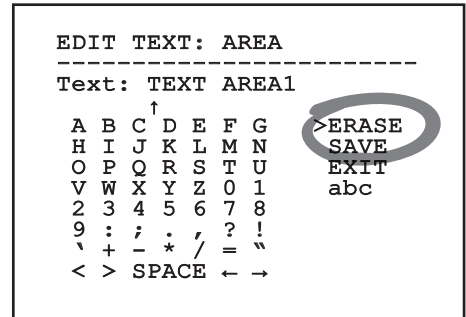 EDIT TEXT: AREA
-------------------------
Text: TEXT AREA1
↑
A B C D E F G >ERASE
H I J K L M N SAVE
O P Q R S T U EXIT
V W X Y Z 0 1 abc
2 3 4 5 6 7 8
9 : ; . , ? !
‵ + - * / = ‶
< > SPACE ← →